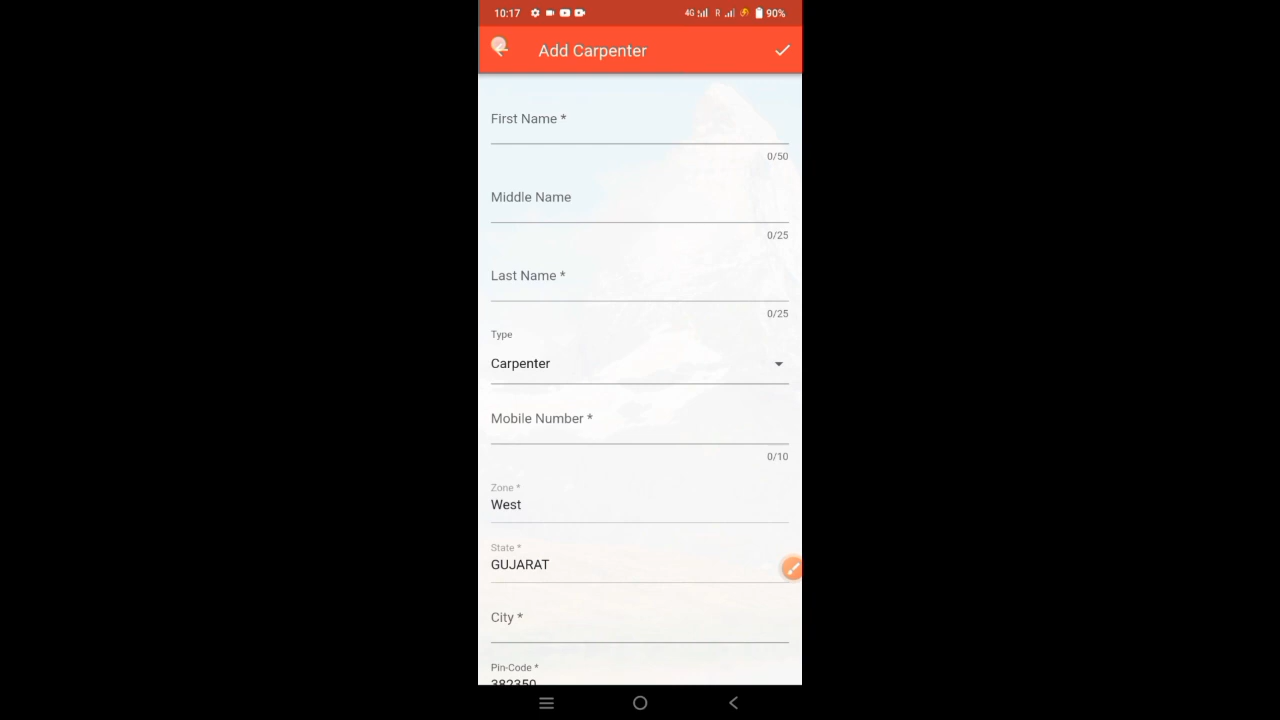 10:17
4G R 90%
Add Carpenter
First Name *
0/50
Middle Name
0/25
Last Name *
0/25
Type
Carpenter
Mobile Number *
0/10
Zone *
West
State *
GUJARAT
City *
Pin-Code *
382350